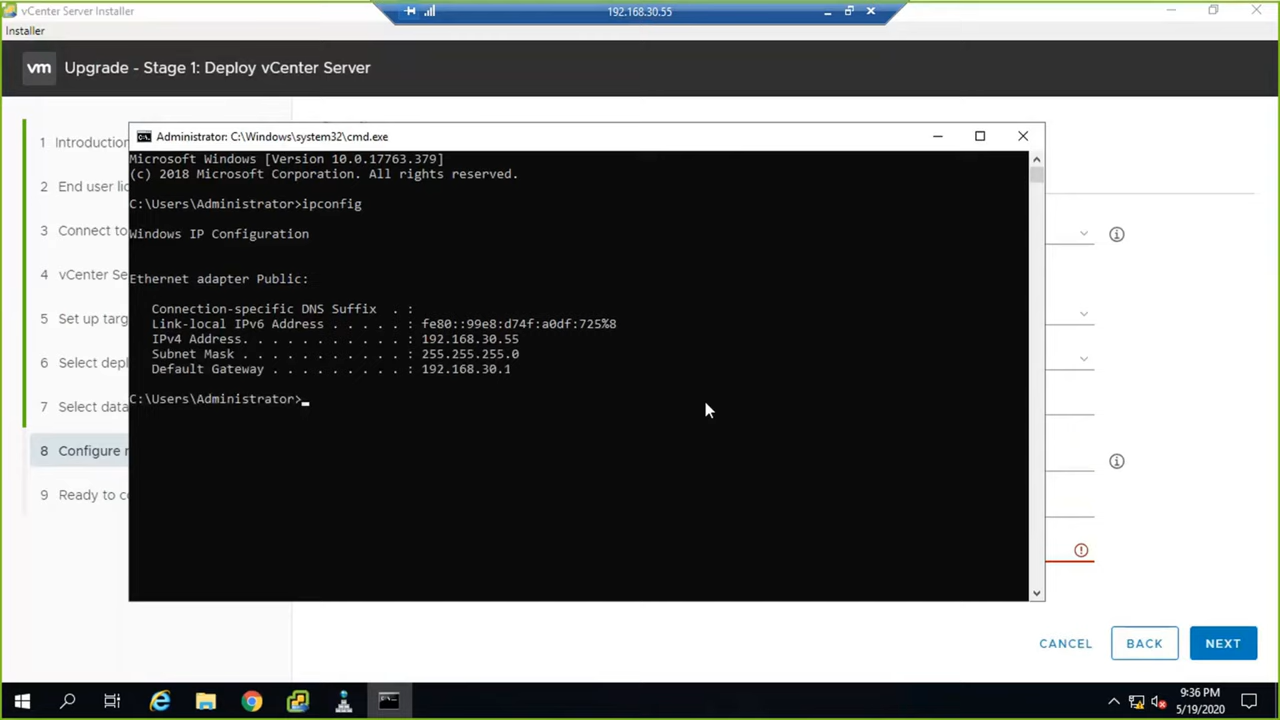 vCenter Server Installer
192.168.30.55
Installer
vm Upgrade - Stage 1: Deploy vCenter Server
1 Introduction
2 End user lic
3 Connect to
4 vCenter Se
5 Set up targ
6 Select depl
7 Select data
8 Configure n
9 Ready to co
Administrator: C:\Windows\system32\cmd.exe
Microsoft Windows [Version 10.0.17763.379]
(c) 2018 Microsoft Corporation. All rights reserved.
C:\Users\Administrator>ipconfig
Windows IP Configuration
Ethernet adapter Public:
Connection-specific DNS Suffix  . :
Link-local IPv6 Address . . . . . : fe80::99e8:d74f:a0df:725%8
IPv4 Address. . . . . . . . . . . : 192.168.30.55
Subnet Mask . . . . . . . . . . . : 255.255.255.0
Default Gateway . . . . . . . . . : 192.168.30.1
C:\Users\Administrator>
CANCEL
BACK
NEXT
9:36 PM
5/19/2020